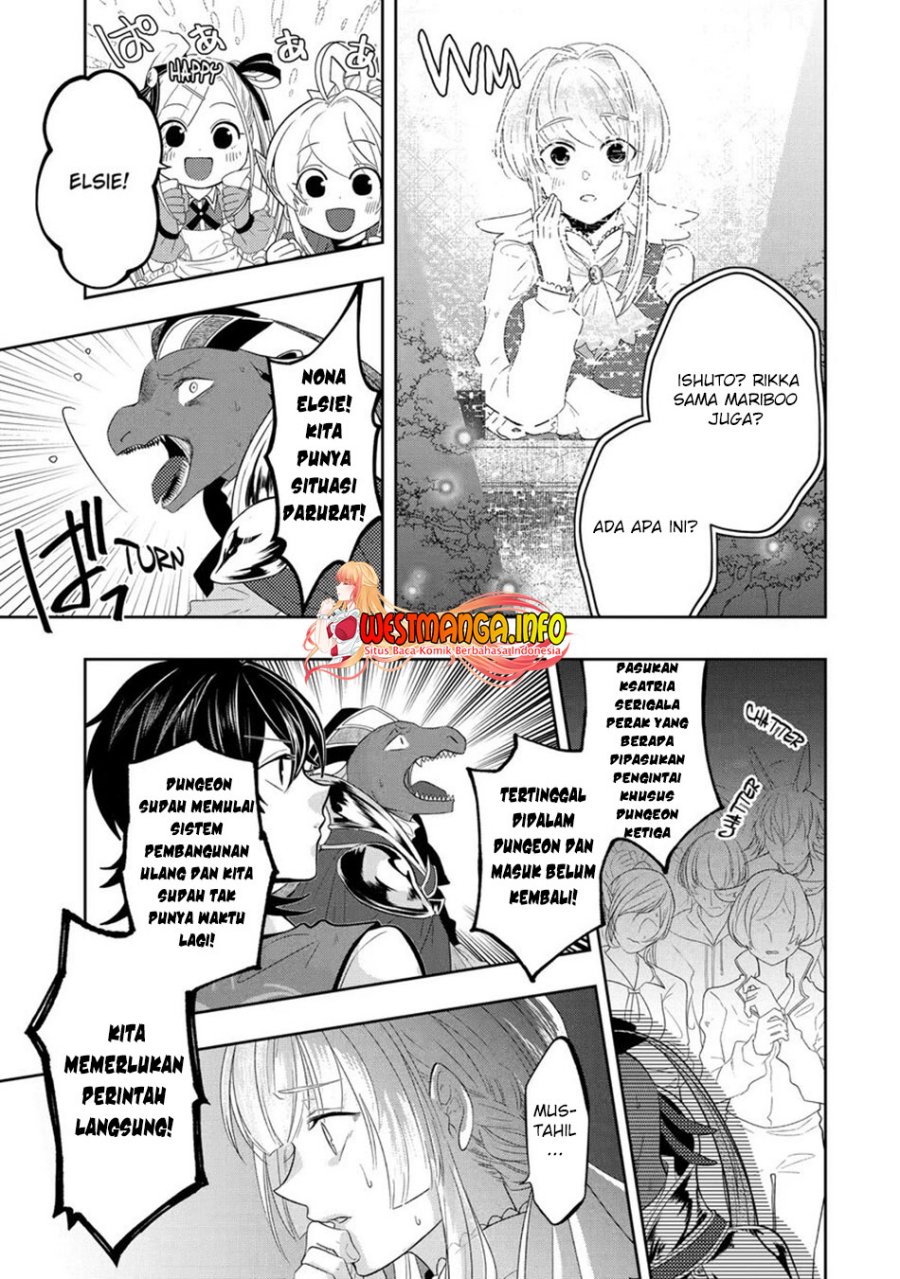 WM
ISHUTO? RIKKA
SAMA MARIBOO
JUGA?
ADA APA INI?
ぱぁぁぁ
HAPPY
ELSIE!
NONA
ELSIE!
KITA
PUNYA
SITUASI
DARURAT!
ばっ
TURN
WESTMANGA.INFO
Situs Baca Komik Berbahasa Indonesia
PASUKAN
KSATRIA
SERIGALA
PERAK YANG
BERADA
DIPASUKAN
PENGINTAI
KHUSUS
DUNGEON
KETIGA
CHATTER
CHATTER
TERTINGGAL
DIDALAM
DUNGEON DAN
MASUK BELUM
KEMBALI!
DUNGEON
SUDAH MEMULAI
SISTEM
PEMBANGUNAN
ULANG DAN KITA
SUDAH TAK
PUNYA WAKTU
LAGI!
KITA
MEMERLUKAN
PERINTAH
LANGSUNG!
MUS-
TAHIL
...